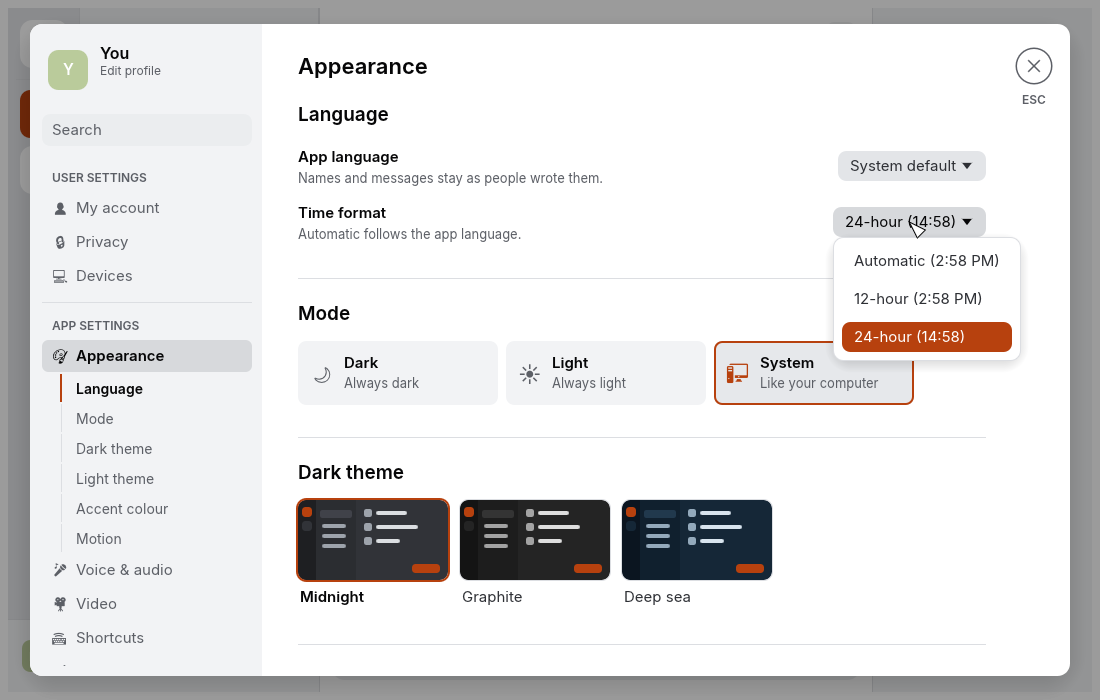 Y
You
Edit profile
Search
USER SETTINGS
My account
Privacy
Devices
APP SETTINGS
Appearance
Language
Mode
Dark theme
Light theme
Accent colour
Motion
Voice & audio
Video
Shortcuts
Appearance
ESC
Language
App language
Names and messages stay as people wrote them.
System default
Time format
Automatic follows the app language.
24-hour (14:58)
Automatic (2:58 PM)
12-hour (2:58 PM)
24-hour (14:58)
Mode
Dark
Always dark
Light
Always light
System
Like your computer
Dark theme
Midnight
Graphite
Deep sea